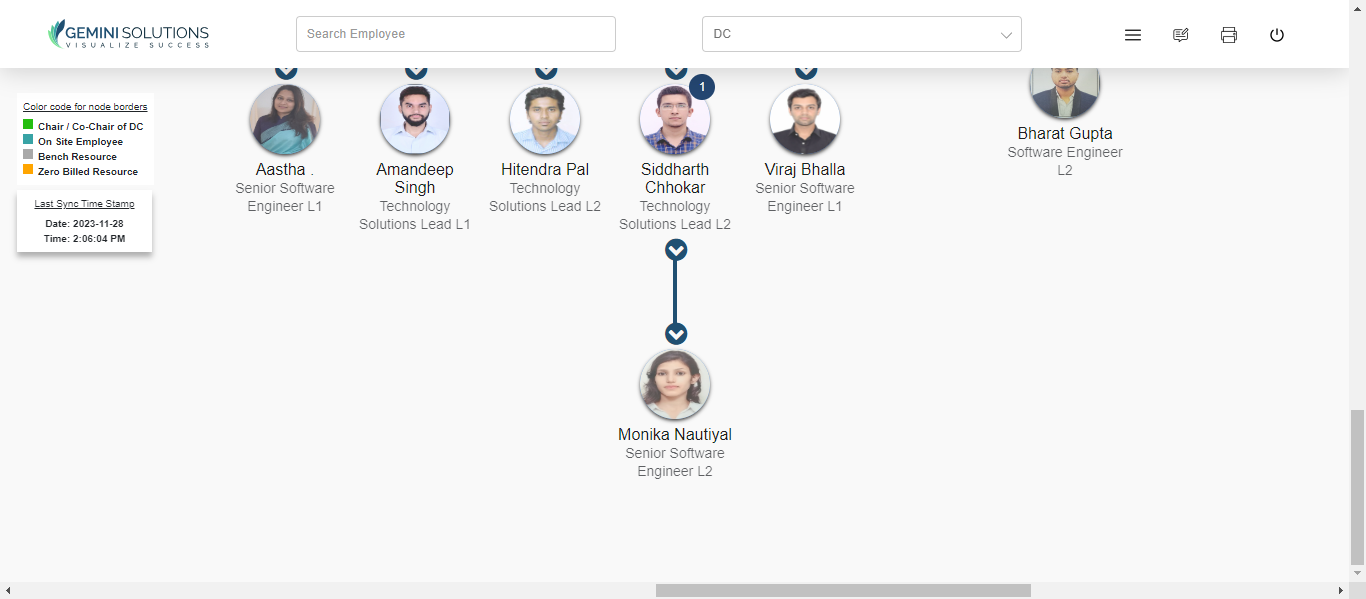 GEMINI SOLUTIONS
VISUALIZE SUCCESS
Search Employee
DC
Color code for node borders
Chair / Co-Chair of DC
On Site Employee
Bench Resource
Zero Billed Resource
Last Sync Time Stamp
Date: 2023-11-28
Time: 2:06:04 PM
Aastha .
Senior Software
Engineer L1
Amandeep
Singh
Technology
Solutions Lead L1
Hitendra Pal
Technology
Solutions Lead L2
1
Siddharth
Chhokar
Technology
Solutions Lead L2
Viraj Bhalla
Senior Software
Engineer L1
Bharat Gupta
Software Engineer
L2
Monika Nautiyal
Senior Software
Engineer L2